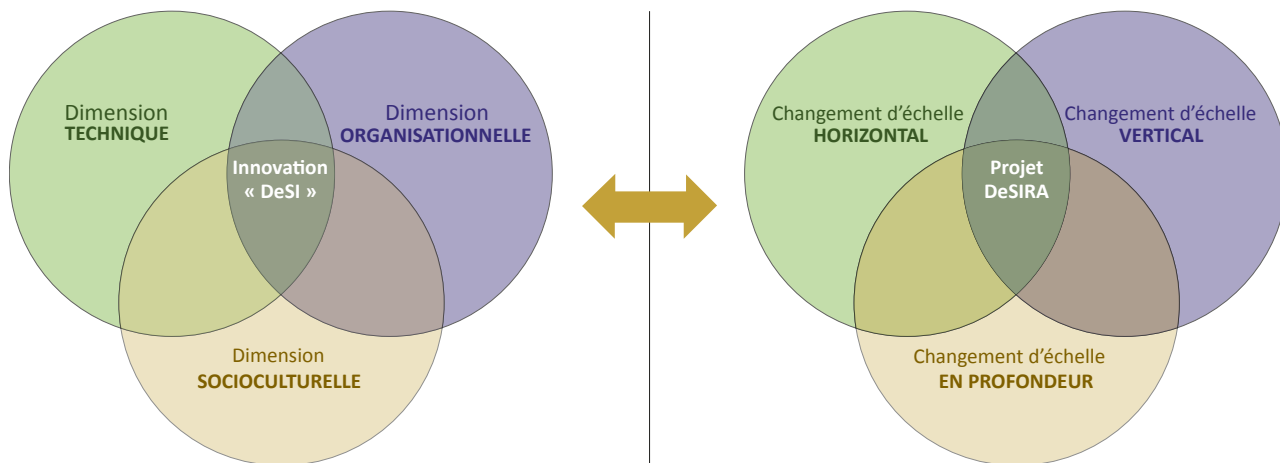 Dimension
TECHNIQUE
Dimension
ORGANISATIONNELLE
Innovation
« DeSI »
Dimension
SOCIOCULTURELLE
Changement d’échelle
HORIZONTAL
Changement d’échelle
VERTICAL
Projet
DeSIRA
Changement d’échelle
EN PROFONDEUR